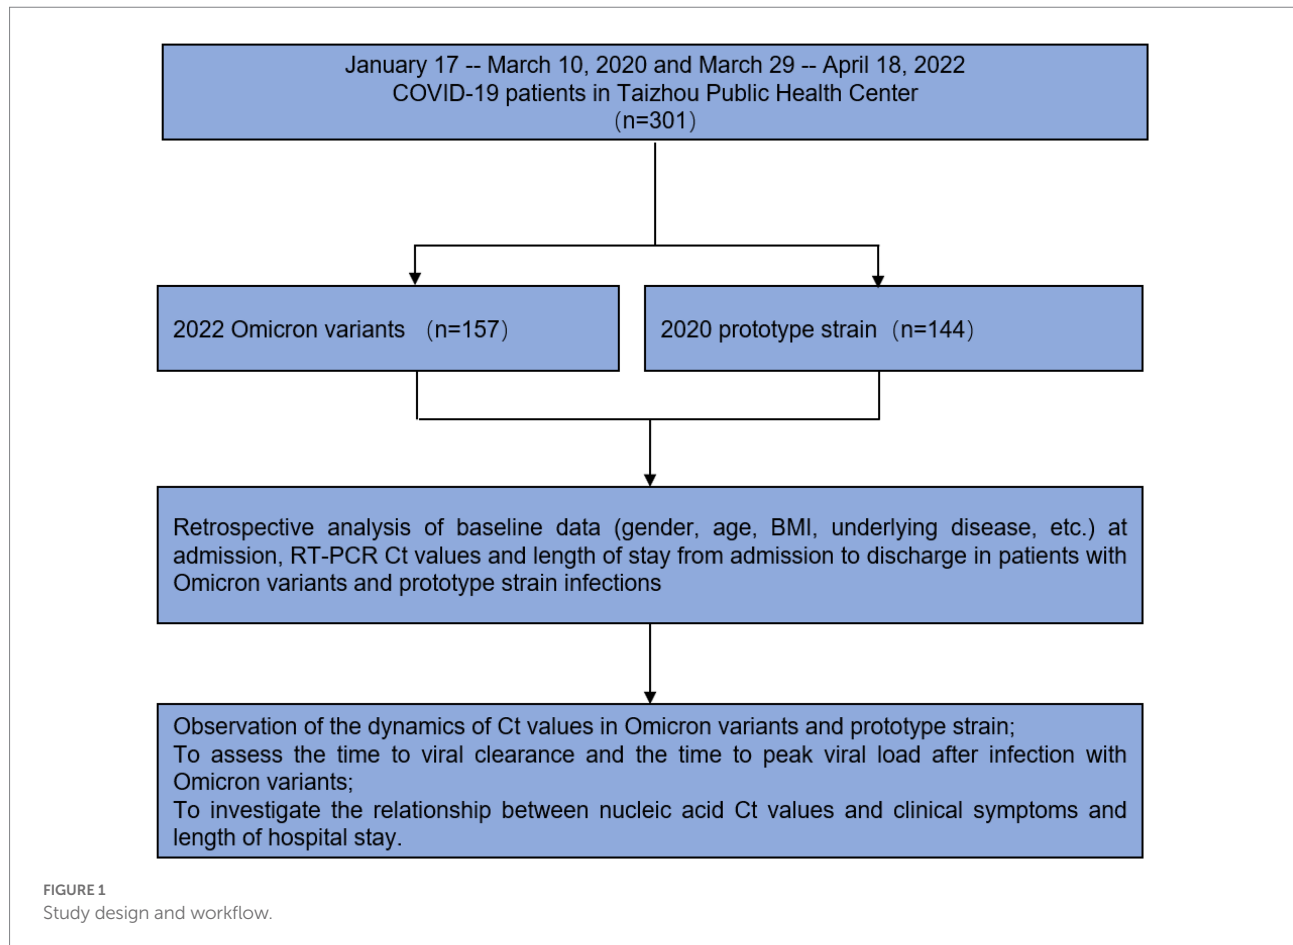 January 17 -- March 10, 2020 and March 29 -- April 18, 2022
COVID-19 patients in Taizhou Public Health Center
（n=301）
2022 Omicron variants （n=157）
2020 prototype strain（n=144）
Retrospective analysis of baseline data (gender, age, BMI, underlying disease, etc.) at
admission, RT-PCR Ct values and length of stay from admission to discharge in patients with
Omicron variants and prototype strain infections
Observation of the dynamics of Ct values in Omicron variants and prototype strain;
To assess the time to viral clearance and the time to peak viral load after infection with
Omicron variants;
To investigate the relationship between nucleic acid Ct values and clinical symptoms and
length of hospital stay.
FIGURE 1
Study design and workflow.